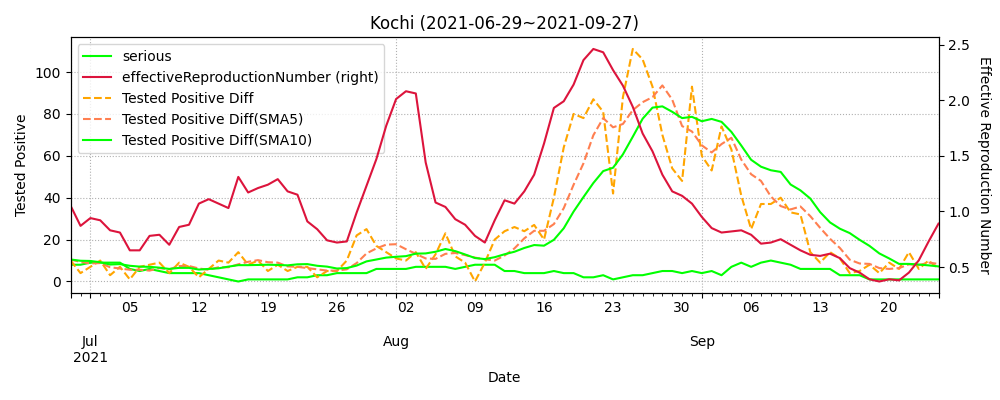 Kochi (2021-06-29~2021-09-27)
serious
effectiveReproductionNumber (right)
Tested Positive Diff
Tested Positive Diff(SMA5)
Tested Positive Diff(SMA10)
Tested Positive
100
80
60
40
20
0
Effective Reproduction Number
2.5
2.0
1.5
1.0
0.5
05 12 19 26 02 09 16 23 30 06 13 20
Jul Aug Sep
2021
Date